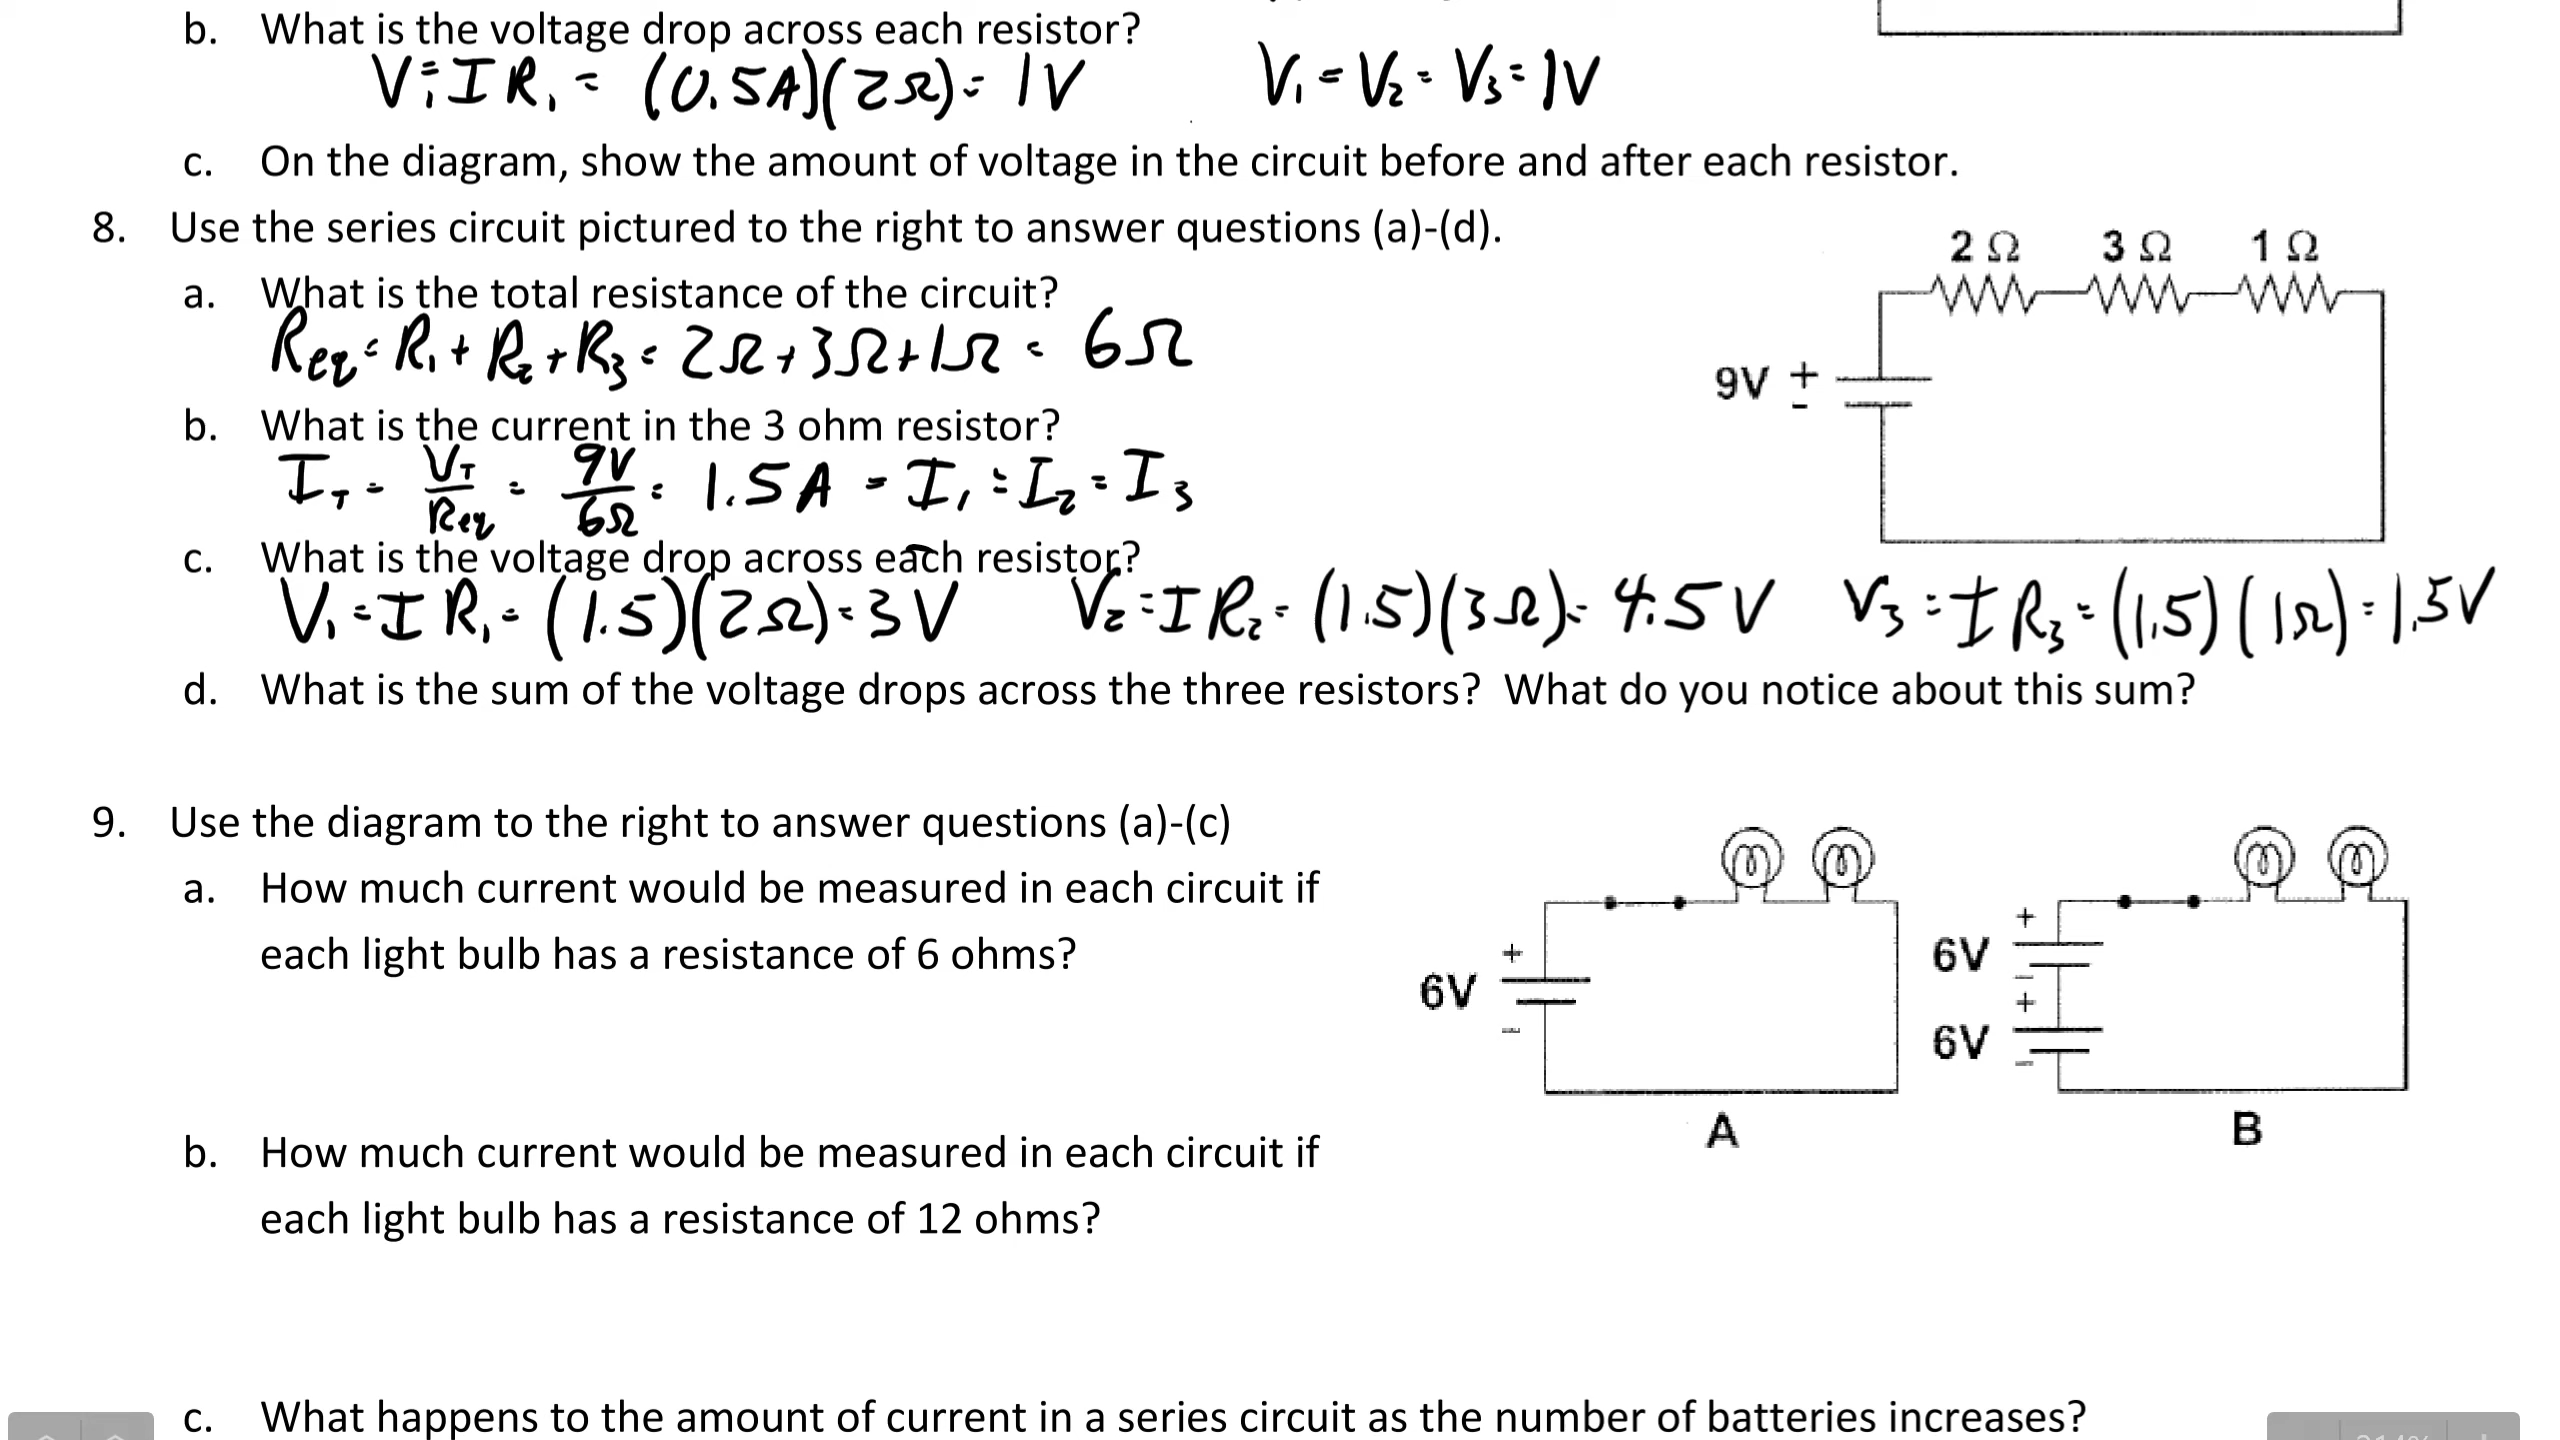 b. What is the voltage drop across each resistor?
V₁=IR₁ = (0.5A)(2Ω)= 1V V₁=V₂=V₃=1V
c. On the diagram, show the amount of voltage in the circuit before and after each resistor.
8. Use the series circuit pictured to the right to answer questions (a)-(d).
2 Ω 3 Ω 1 Ω
a. What is the total resistance of the circuit?
Req=R₁+R₂+R₃=2Ω+3Ω+1Ω = 6Ω
9V + -
b. What is the current in the 3 ohm resistor?
I_T = V_T/Req = 9V/6Ω = 1.5A = I₁=I₂=I₃
c. What is the voltage drop across each resistor?
V₁=IR₁=(1.5)(2Ω)=3V V₂=IR₂=(1.5)(3Ω)=4.5V V₃=IR₃=(1.5)(1Ω)=1.5V
d. What is the sum of the voltage drops across the three resistors? What do you notice about this sum?
9. Use the diagram to the right to answer questions (a)-(c)
a. How much current would be measured in each circuit if
each light bulb has a resistance of 6 ohms?
+
6V
-
+
6V
-
+
6V
-
A B
b. How much current would be measured in each circuit if
each light bulb has a resistance of 12 ohms?
c. What happens to the amount of current in a series circuit as the number of batteries increases?